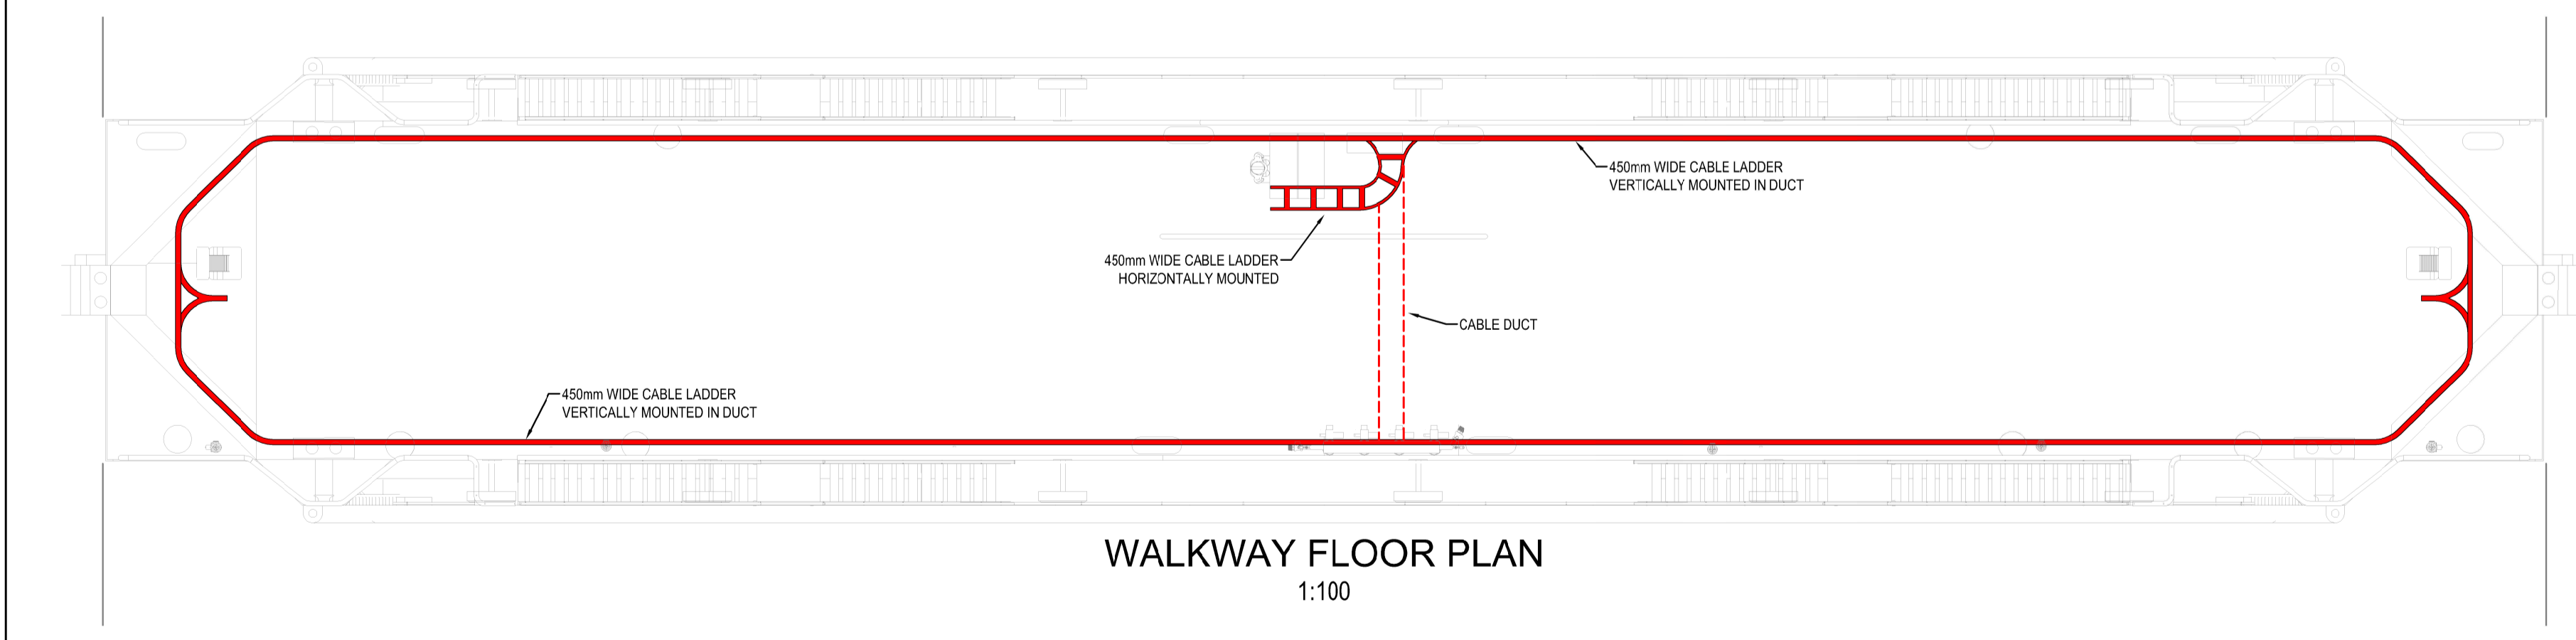 450mm WIDE CABLE LADDER
VERTICALLY MOUNTED IN DUCT
450mm WIDE CABLE LADDER
HORIZONTALLY MOUNTED
CABLE DUCT
450mm WIDE CABLE LADDER
VERTICALLY MOUNTED IN DUCT
WALKWAY FLOOR PLAN
1:100